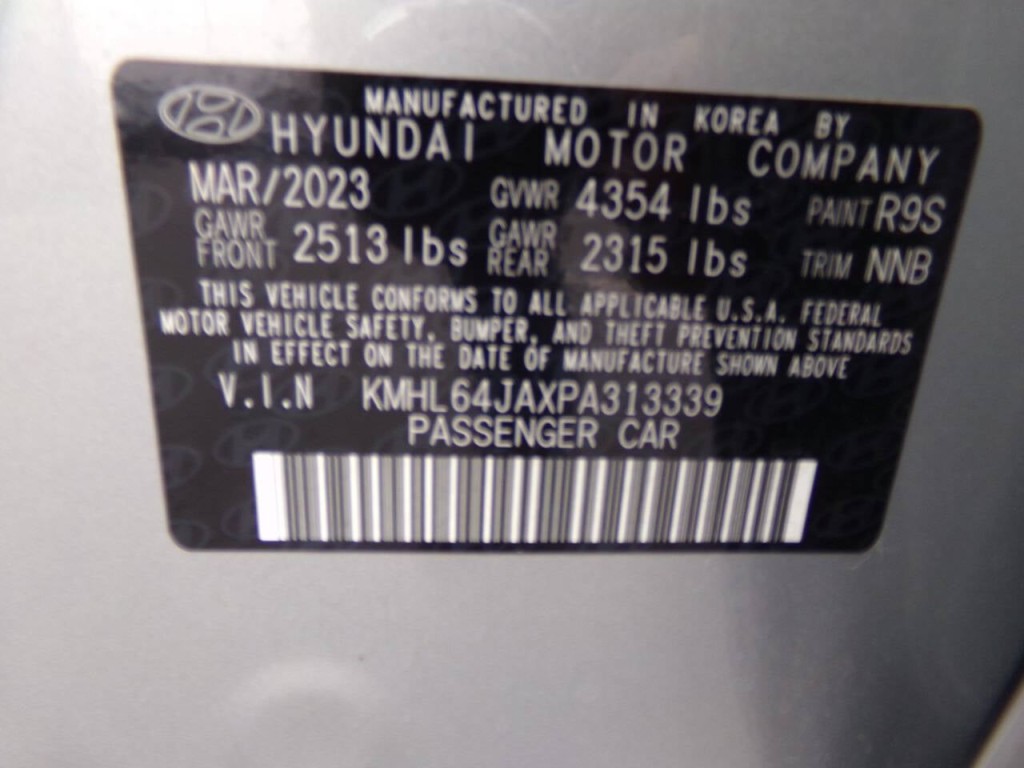 MANUFACTURED IN KOREA BY
HYUNDAI MOTOR COMPANY
MAR/2023 GVWR 4354 lbs PAINT R9S
GAWR FRONT 2513 lbs GAWR REAR 2315 lbs TRIM NNB
THIS VEHICLE CONFORMS TO ALL APPLICABLE U.S.A. FEDERAL
MOTOR VEHICLE SAFETY, BUMPER, AND THEFT PREVENTION STANDARDS
IN EFFECT ON THE DATE OF MANUFACTURE SHOWN ABOVE
V.I.N KMHL64JAXPA313339
PASSENGER CAR